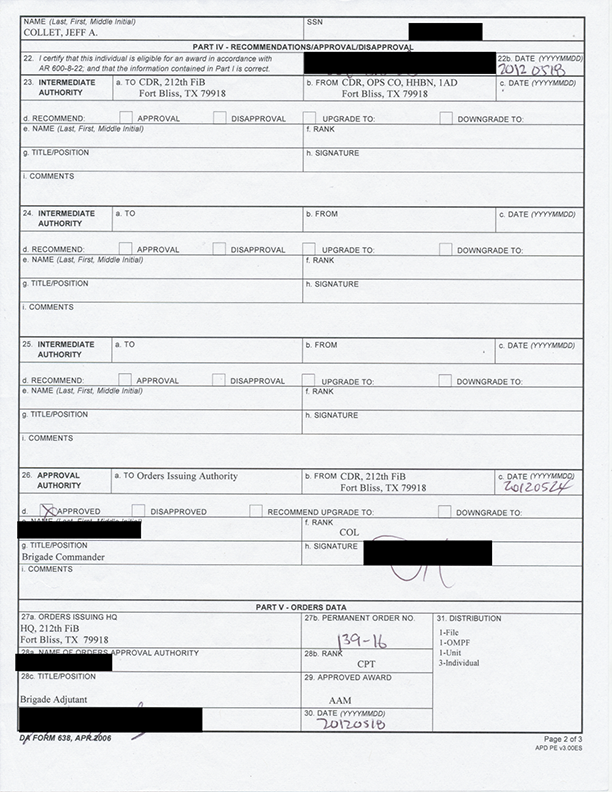 NAME (Last, First, Middle Initial)
COLLET, JEFF A.
SSN
PART IV - RECOMMENDATIONS/APPROVAL/DISAPPROVAL
22. I certify that this individual is eligible for an award in accordance with
AR 600-8-22; and that the information contained in Part I is correct.
22b. DATE (YYYYMMDD)
20120518
23. INTERMEDIATE AUTHORITY
a. TO CDR, 212th FiB
Fort Bliss, TX 79918
b. FROM CDR, OPS CO, HHBN, 1AD
Fort Bliss, TX 79918
c. DATE (YYYYMMDD)
d. RECOMMEND: APPROVAL DISAPPROVAL UPGRADE TO: DOWNGRADE TO:
e. NAME (Last, First, Middle Initial)
f. RANK
g. TITLE/POSITION
h. SIGNATURE
i. COMMENTS
24. INTERMEDIATE AUTHORITY
a. TO
b. FROM
c. DATE (YYYYMMDD)
d. RECOMMEND: APPROVAL DISAPPROVAL UPGRADE TO: DOWNGRADE TO:
e. NAME (Last, First, Middle Initial)
f. RANK
g. TITLE/POSITION
h. SIGNATURE
i. COMMENTS
25. INTERMEDIATE AUTHORITY
a. TO
b. FROM
c. DATE (YYYYMMDD)
d. RECOMMEND: APPROVAL DISAPPROVAL UPGRADE TO: DOWNGRADE TO:
e. NAME (Last, First, Middle Initial)
f. RANK
g. TITLE/POSITION
h. SIGNATURE
i. COMMENTS
26. APPROVAL AUTHORITY
a. TO Orders Issuing Authority
b. FROM CDR, 212th FiB
Fort Bliss, TX 79918
c. DATE (YYYYMMDD)
20120524
d. X APPROVED DISAPPROVED RECOMMEND UPGRADE TO: DOWNGRADE TO:
e. NAME (Last, First, Middle Initial)
f. RANK
COL
g. TITLE/POSITION
Brigade Commander
h. SIGNATURE
i. COMMENTS
PART V - ORDERS DATA
27a. ORDERS ISSUING HQ
HQ, 212th FiB
Fort Bliss, TX 79918
27b. PERMANENT ORDER NO.
139-16
31. DISTRIBUTION
1-File
1-OMPF
1-Unit
3-Individual
28a. NAME OF ORDERS APPROVAL AUTHORITY
28b. RANK
CPT
28c. TITLE/POSITION
Brigade Adjutant
29. APPROVED AWARD
AAM
30. DATE (YYYYMMDD)
20120518
DA FORM 638, APR 2006
Page 2 of 3
APD PE v3.00ES